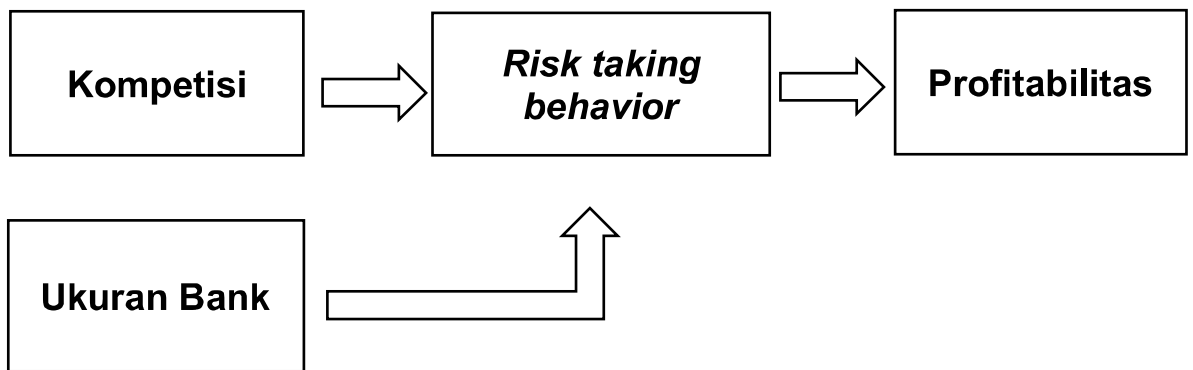 Kompetisi
Risk taking
behavior
Profitabilitas
Ukuran Bank